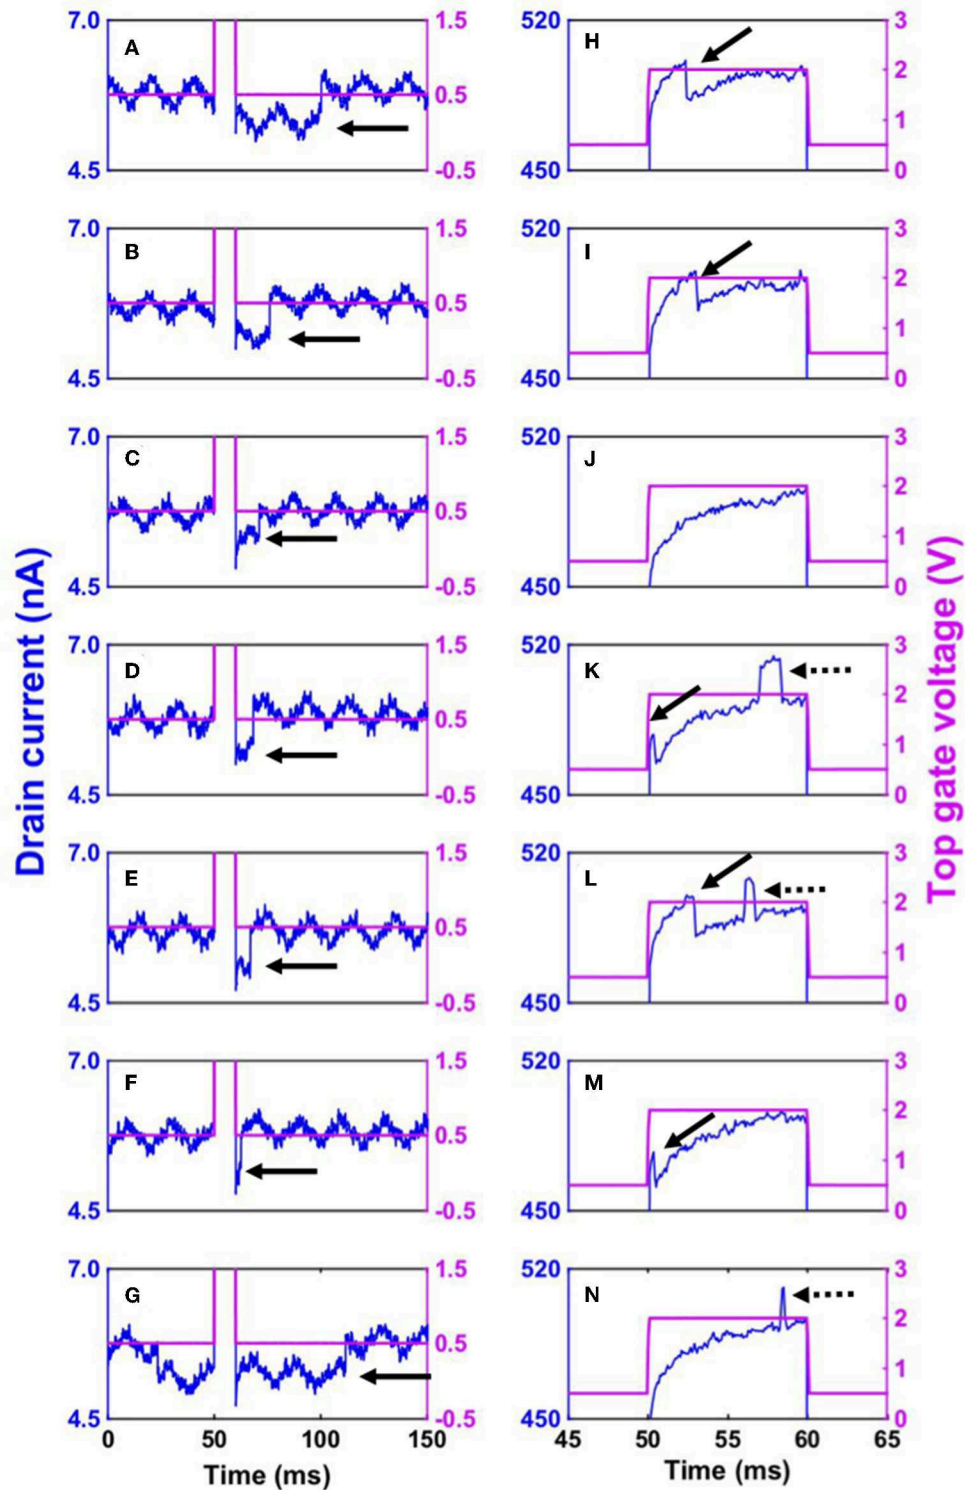 7.0 A 1.5 520 H 3
2
0.5
1
4.5 -0.5 450 0
7.0 B 1.5 520 I 3
2
0.5
1
4.5 -0.5 450 0
7.0 C 1.5 520 J 3
2
0.5
1
4.5 -0.5 450 0
7.0 D 1.5 520 K 3
2
0.5
1
4.5 -0.5 450 0
7.0 E 1.5 520 L 3
2
0.5
1
4.5 -0.5 450 0
7.0 F 1.5 520 M 3
2
0.5
1
4.5 -0.5 450 0
7.0 G 1.5 520 N 3
2
0.5
1
4.5 -0.5 450 0
0 50 100 150 45 50 55 60 65
Time (ms) Time (ms)
Drain current (nA)
Top gate voltage (V)